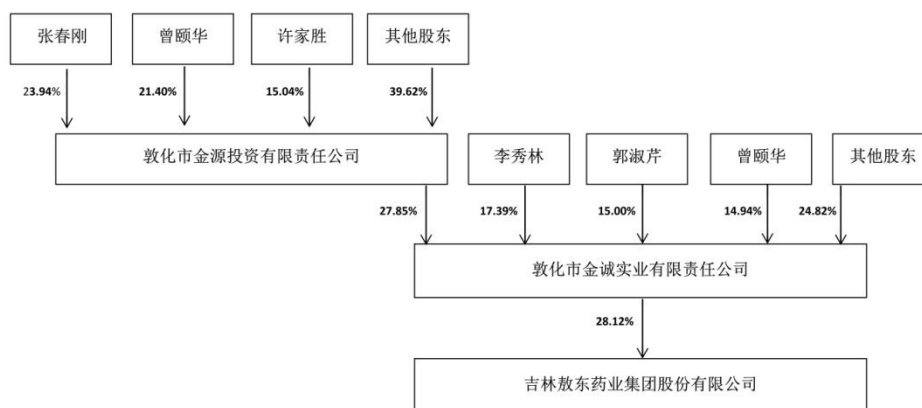 张春刚
曾颐华
许家胜
其他股东
23.94%
21.40%
15.04%
39.62%
敦化市金源投资有限责任公司
李秀林
郭淑芹
曾颐华
其他股东
27.85%
17.39%
15.00%
14.94%
24.82%
敦化市金诚实业有限责任公司
28.12%
吉林敖东药业集团股份有限公司